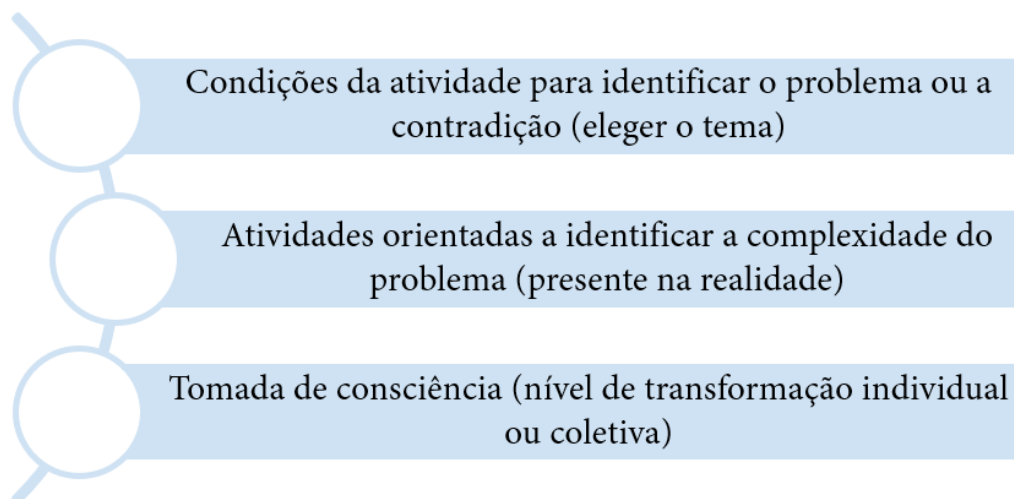 Condições da atividade para identificar o problema ou a
contradição (eleger o tema)
Atividades orientadas a identificar a complexidade do
problema (presente na realidade)
Tomada de consciência (nível de transformação individual
ou coletiva)